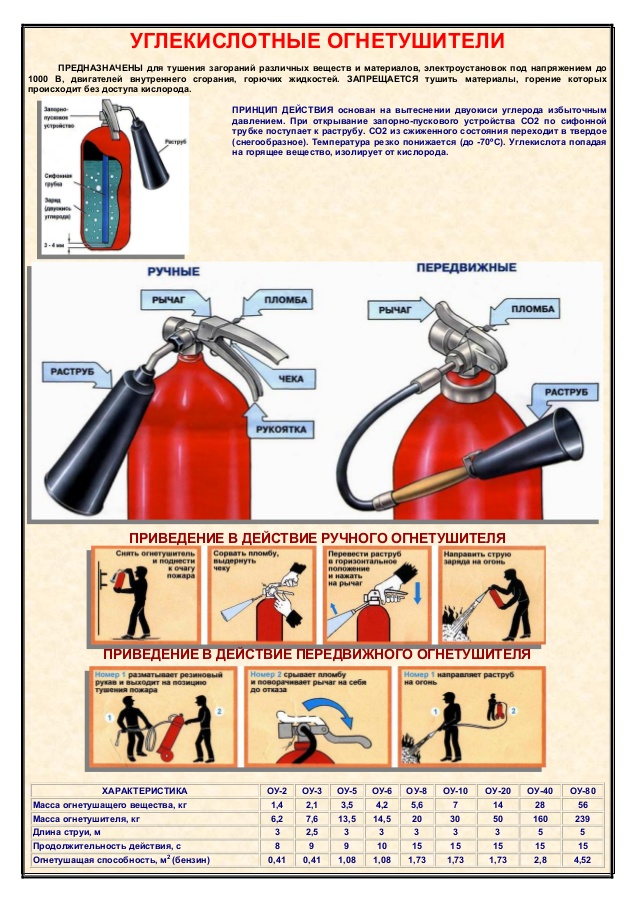 УГЛЕКИСЛОТНЫЕ ОГНЕТУШИТЕЛИ
ПРЕДНАЗНАЧЕНЫ для тушения загораний различных веществ и материалов, электроустановок под напряжением до
1000 В, двигателей внутреннего сгорания, горючих жидкостей. ЗАПРЕЩАЕТСЯ тушить материалы, горение которых
происходит без доступа кислорода.
Запорно-
пусковое
устройство
Раструб
Сифонная
трубка
Заряд
(двуокись
углерода)
3 - 4 мм
ПРИНЦИП ДЕЙСТВИЯ основан на вытеснении двуокиси углерода избыточным
давлением. При открывание запорно-пускового устройства СО2 по сифонной
трубке поступает к раструбу. СО2 из сжиженного состояния переходит в твердое
(снегообразное). Температура резко понижается (до -70ºС). Углекислота попадая
на горящее вещество, изолирует от кислорода.
РУЧНЫЕ
РЫЧАГ
ПЛОМБА
РАСТРУБ
ЧЕКА
РУКОЯТКА
ПЕРЕДВИЖНЫЕ
РЫЧАГ
ПЛОМБА
РАСТРУБ
ПРИВЕДЕНИЕ В ДЕЙСТВИЕ РУЧНОГО ОГНЕТУШИТЕЛЯ
Снять огнетушитель
и поднести
к очагу
пожара
Сорвать пломбу,
выдернуть
чеку
Перевести раструб
в горизонтальное
положение
и нажать
на рычаг
Направить струю
заряда на огонь
ПРИВЕДЕНИЕ В ДЕЙСТВИЕ ПЕРЕДВИЖНОГО ОГНЕТУШИТЕЛЯ
Номер 1 разматывает резиновый
рукав и выходит на позицию
тушения пожара
1
2
Номер 2 срывает пломбу
и поворачивает рычаг на себя
до отказа
Номер 1 направляет раструб
на огонь
1
2
ХАРАКТЕРИСТИКА ОУ-2 ОУ-3 ОУ-5 ОУ-6 ОУ-8 ОУ-10 ОУ-20 ОУ-40 ОУ-80
Масса огнетушащего вещества, кг 1,4 2,1 3,5 4,2 5,6 7 14 28 56
Масса огнетушителя, кг 6,2 7,6 13,5 14,5 20 30 50 160 239
Длина струи, м 3 2,5 3 3 3 3 3 5 5
Продолжительность действия, с 8 9 9 10 15 15 15 15 15
Огнетушащая способность, м² (бензин) 0,41 0,41 1,08 1,08 1,73 1,73 1,73 2,8 4,52